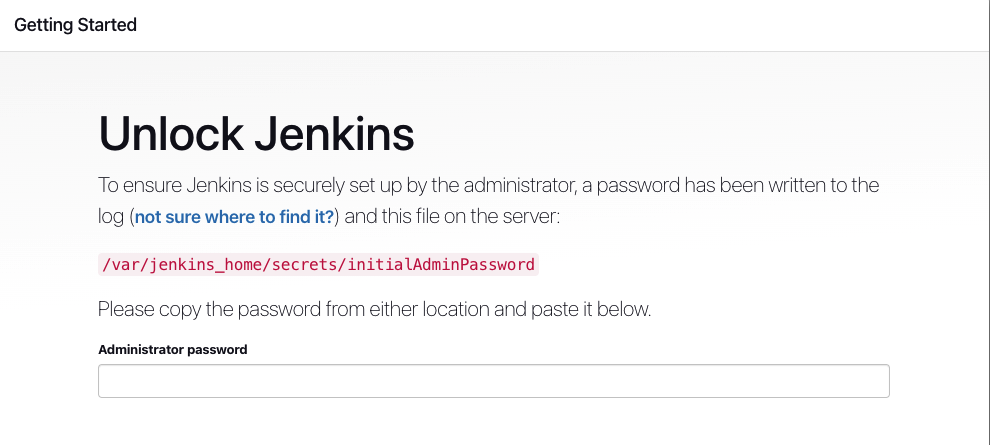 Getting Started
Unlock Jenkins
To ensure Jenkins is securely set up by the administrator, a password has been written to the
log (not sure where to find it?) and this file on the server:
/var/jenkins_home/secrets/initialAdminPassword
Please copy the password from either location and paste it below.
Administrator password